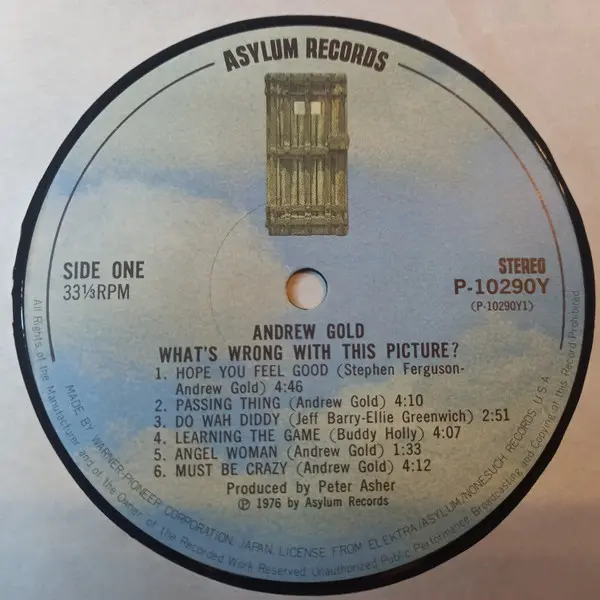 ASYLUM RECORDS
SIDE ONE
33⅓RPM
STEREO
P-10290Y
(P-10290Y1)
ANDREW GOLD
WHAT'S WRONG WITH THIS PICTURE?
1. HOPE YOU FEEL GOOD (Stephen Ferguson-
Andrew Gold) 4:46
2. PASSING THING (Andrew Gold) 4:10
3. DO WAH DIDDY (Jeff Barry-Ellie Greenwich) 2:51
4. LEARNING THE GAME (Buddy Holly) 4:07
5. ANGEL WOMAN (Andrew Gold) 1:33
6. MUST BE CRAZY (Andrew Gold) 4:12
Produced by Peter Asher
℗ 1976 by Asylum Records
MADE BY WARNER-PIONEER CORPORATION, JAPAN, LICENSE FROM ELEKTRA/ASYLUM/NONESUCH RECORDS, U.S.A.
All Rights of the Manufacturer and of the Owner of the Recorded Work Reserved Unauthorized Public Performance Broadcasting and Copying of this Record Prohibited